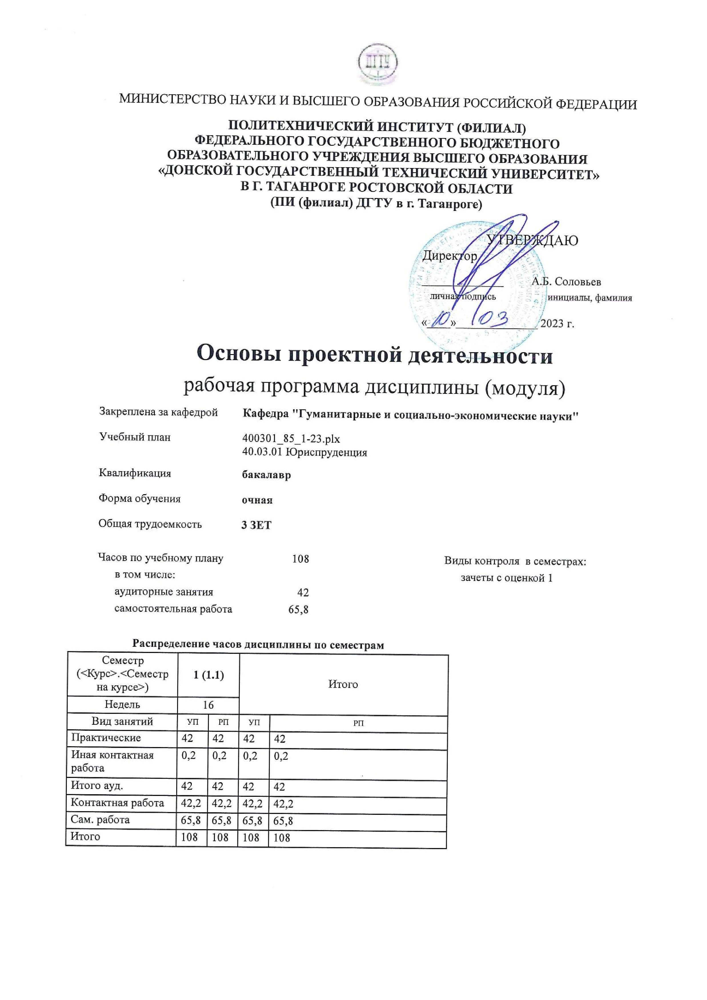 ДГТУ
МИНИСТЕРСТВО НАУКИ И ВЫСШЕГО ОБРАЗОВАНИЯ РОССИЙСКОЙ ФЕДЕРАЦИИ
ПОЛИТЕХНИЧЕСКИЙ ИНСТИТУТ (ФИЛИАЛ)
ФЕДЕРАЛЬНОГО ГОСУДАРСТВЕННОГО БЮДЖЕТНОГО
ОБРАЗОВАТЕЛЬНОГО УЧРЕЖДЕНИЯ ВЫСШЕГО ОБРАЗОВАНИЯ
«ДОНСКОЙ ГОСУДАРСТВЕННЫЙ ТЕХНИЧЕСКИЙ УНИВЕРСИТЕТ»
В Г. ТАГАНРОГЕ РОСТОВСКОЙ ОБЛАСТИ
(ПИ (филиал) ДГТУ в г. Таганроге)
УТВЕРЖДАЮ
Директор
А.Б. Соловьев
личная подпись инициалы, фамилия
«10» 03 2023 г.
Основы проектной деятельности
рабочая программа дисциплины (модуля)
Закреплена за кафедрой Кафедра "Гуманитарные и социально-экономические науки"
Учебный план 400301_85_1-23.plx
40.03.01 Юриспруденция
Квалификация бакалавр
Форма обучения очная
Общая трудоемкость 3 ЗЕТ
Часов по учебному плану 108 Виды контроля в семестрах:
в том числе: зачеты с оценкой 1
аудиторные занятия 42
самостоятельная работа 65,8
Распределение часов дисциплины по семестрам
Семестр
(<Курс>.<Семестр 1 (1.1) Итого
на курсе>)
Недель 16
Вид занятий УП РП УП РП
Практические 42 42 42 42
Иная контактная 0,2 0,2 0,2 0,2
работа
Итого ауд. 42 42 42 42
Контактная работа 42,2 42,2 42,2 42,2
Сам. работа 65,8 65,8 65,8 65,8
Итого 108 108 108 108